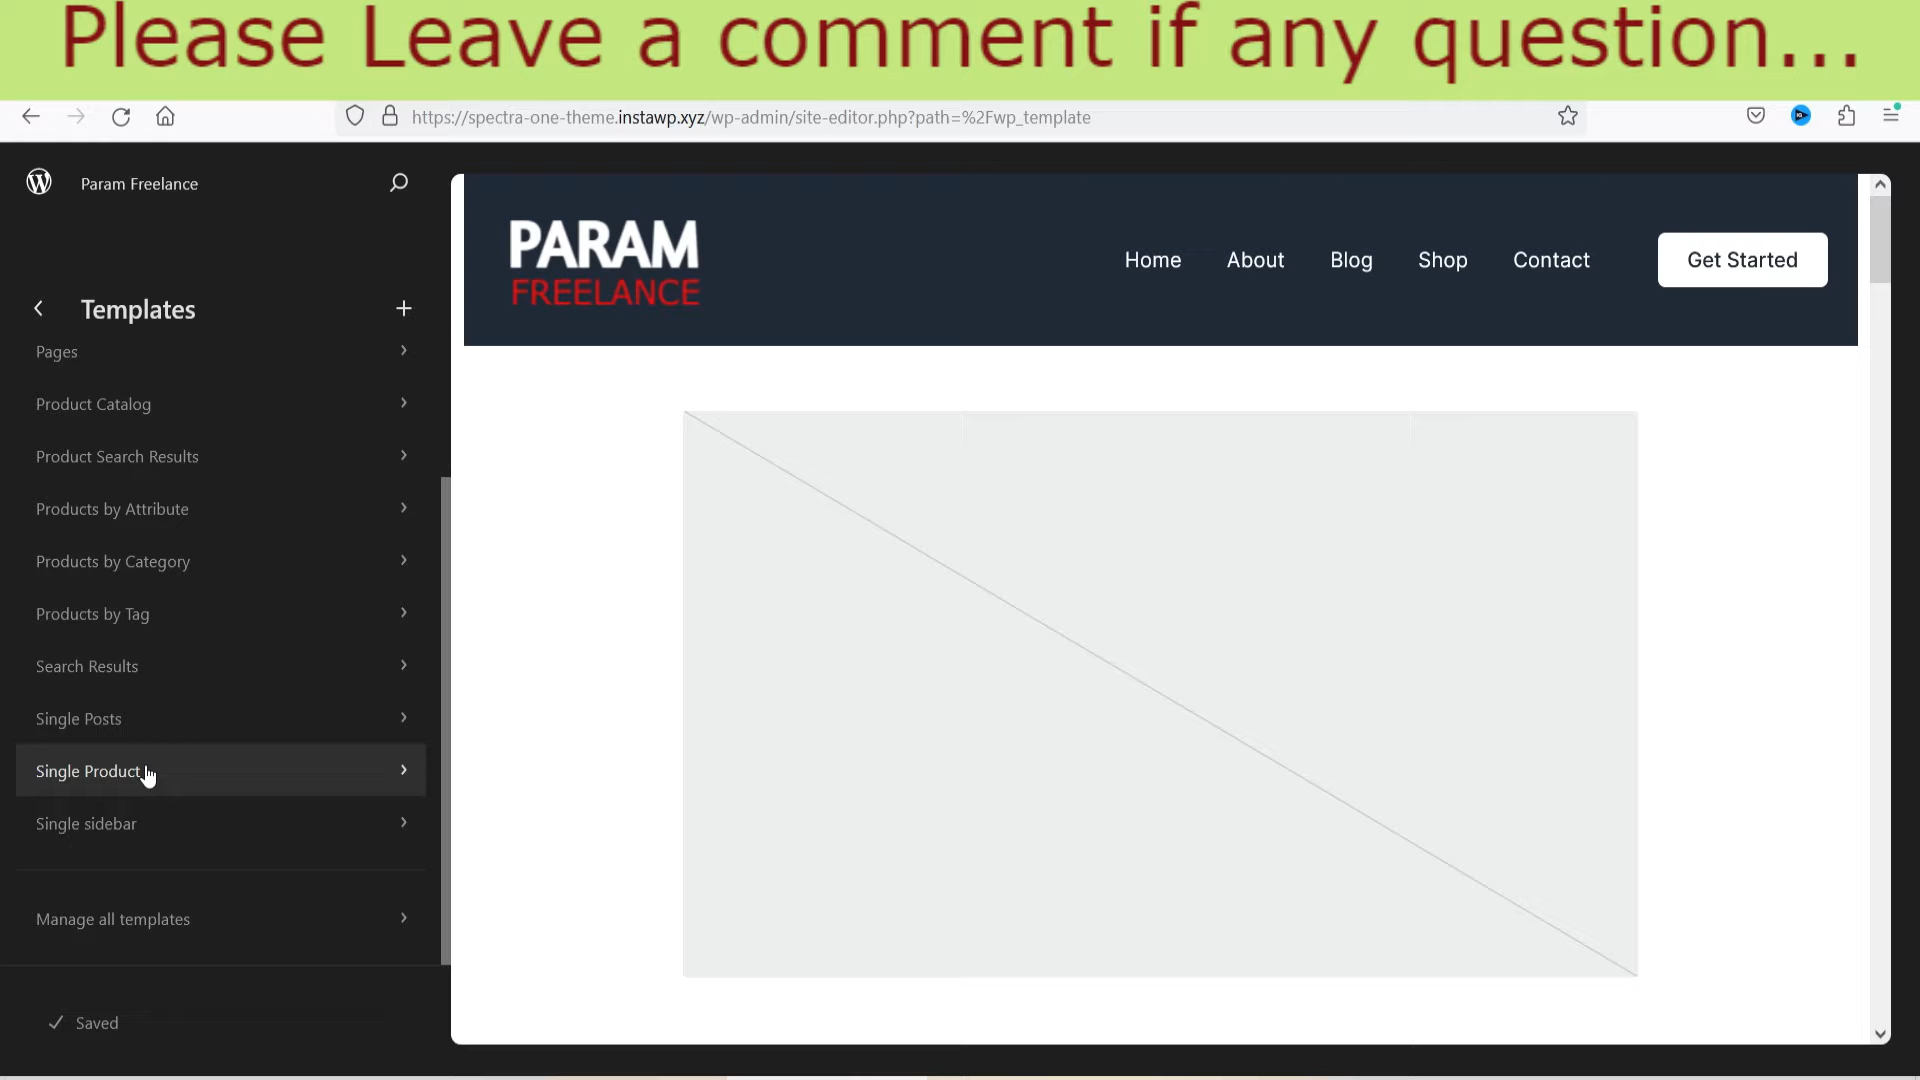 Please Leave a comment if any question...
https://spectra-one-theme.instawp.xyz/wp-admin/site-editor.php?path=%2Fwp_template
Param Freelance
Templates
Pages
Product Catalog
Product Search Results
Products by Attribute
Products by Category
Products by Tag
Search Results
Single Posts
Single Product
Single sidebar
Manage all templates
Saved
PARAM
FREELANCE
Home About Blog Shop Contact Get Started